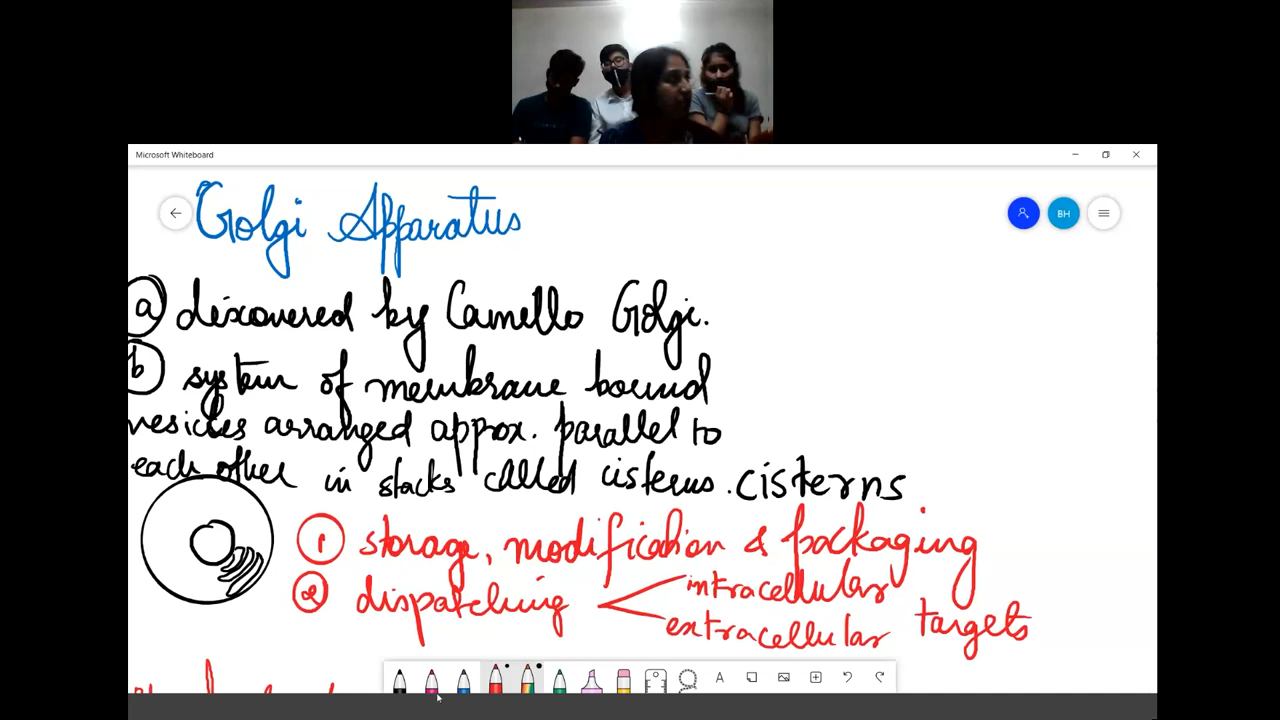 Microsoft Whiteboard
BH
Golgi Apparatus
a discovered by Camello Golgi.
b system of membrane bound
vesicles arranged approx. parallel to
each other in stacks called cisterns. cisterns
1 storage, modification & packaging
2 dispatching intracellular
extracellular targets
A